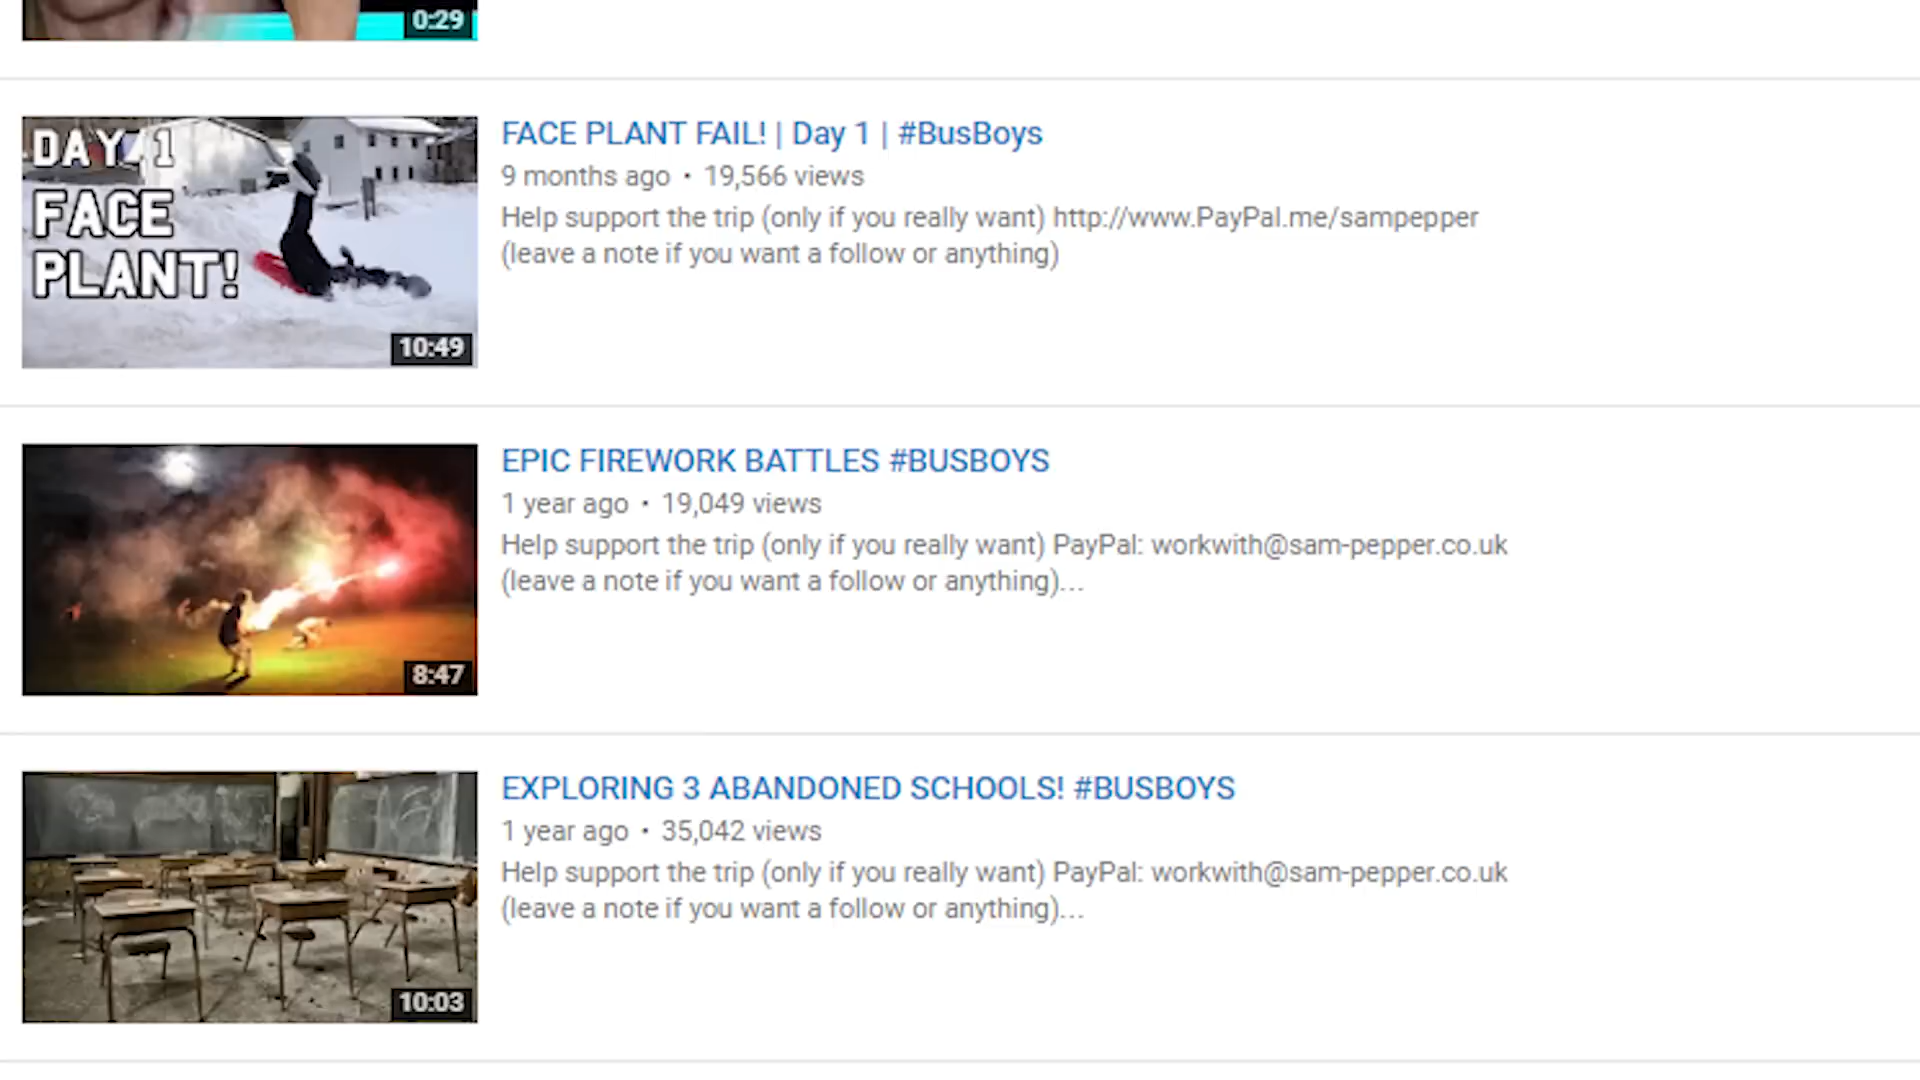 0:29
DAY 1
FACE
PLANT!
10:49
FACE PLANT FAIL! | Day 1 | #BusBoys
9 months ago • 19,566 views
Help support the trip (only if you really want) http://www.PayPal.me/sampepper
(leave a note if you want a follow or anything)
8:47
EPIC FIREWORK BATTLES #BUSBOYS
1 year ago • 19,049 views
Help support the trip (only if you really want) PayPal: workwith@sam-pepper.co.uk
(leave a note if you want a follow or anything)...
10:03
EXPLORING 3 ABANDONED SCHOOLS! #BUSBOYS
1 year ago • 35,042 views
Help support the trip (only if you really want) PayPal: workwith@sam-pepper.co.uk
(leave a note if you want a follow or anything)...